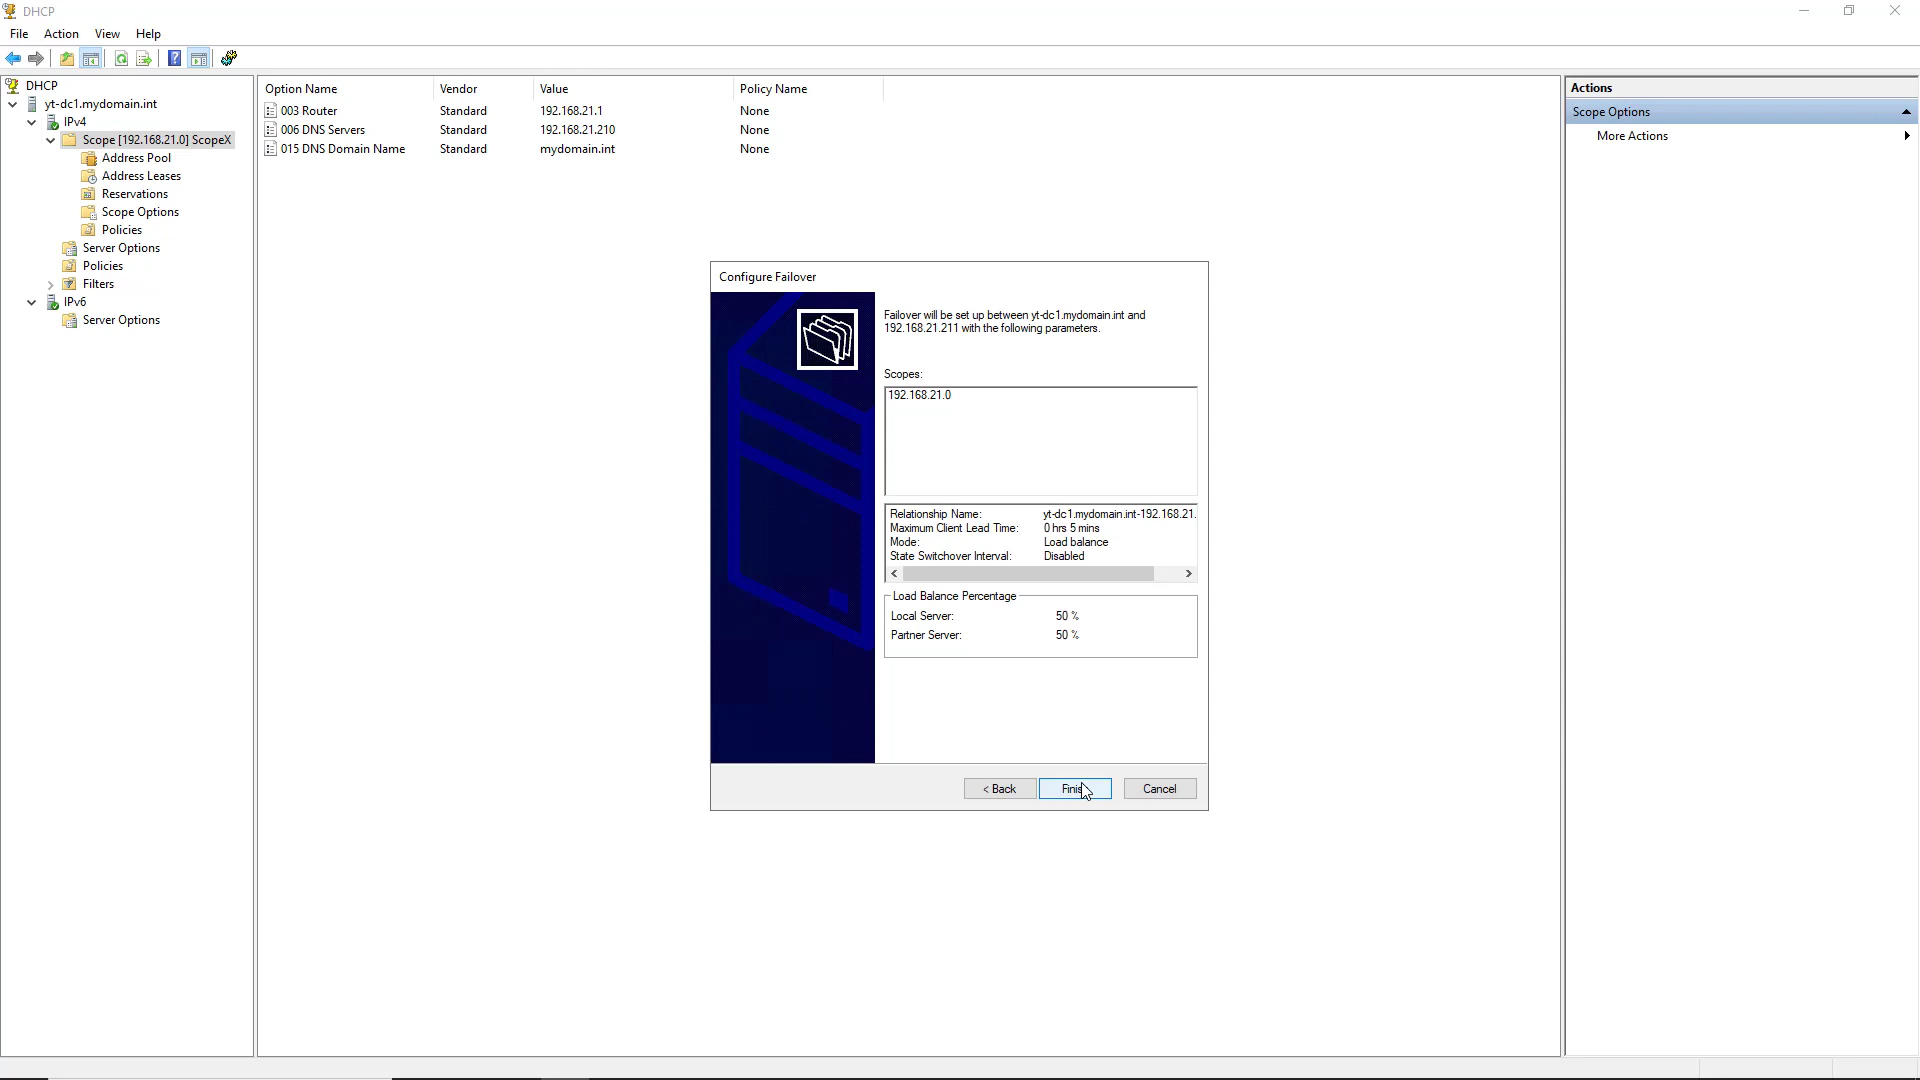 DHCP
File Action View Help
DHCP
yt-dc1.mydomain.int
IPv4
Scope [192.168.21.0] ScopeX
Address Pool
Address Leases
Reservations
Scope Options
Policies
Server Options
Policies
Filters
IPv6
Server Options
Option Name Vendor Value Policy Name
003 Router Standard 192.168.21.1 None
006 DNS Servers Standard 192.168.21.210 None
015 DNS Domain Name Standard mydomain.int None
Configure Failover
Failover will be set up between yt-dc1.mydomain.int and
192.168.21.211 with the following parameters.
Scopes:
192.168.21.0
Relationship Name: yt-dc1.mydomain.int-192.168.21.
Maximum Client Lead Time: 0 hrs 5 mins
Mode: Load balance
State Switchover Interval: Disabled
Load Balance Percentage
Local Server: 50 %
Partner Server: 50 %
< Back Finis Cancel
Actions
Scope Options
More Actions